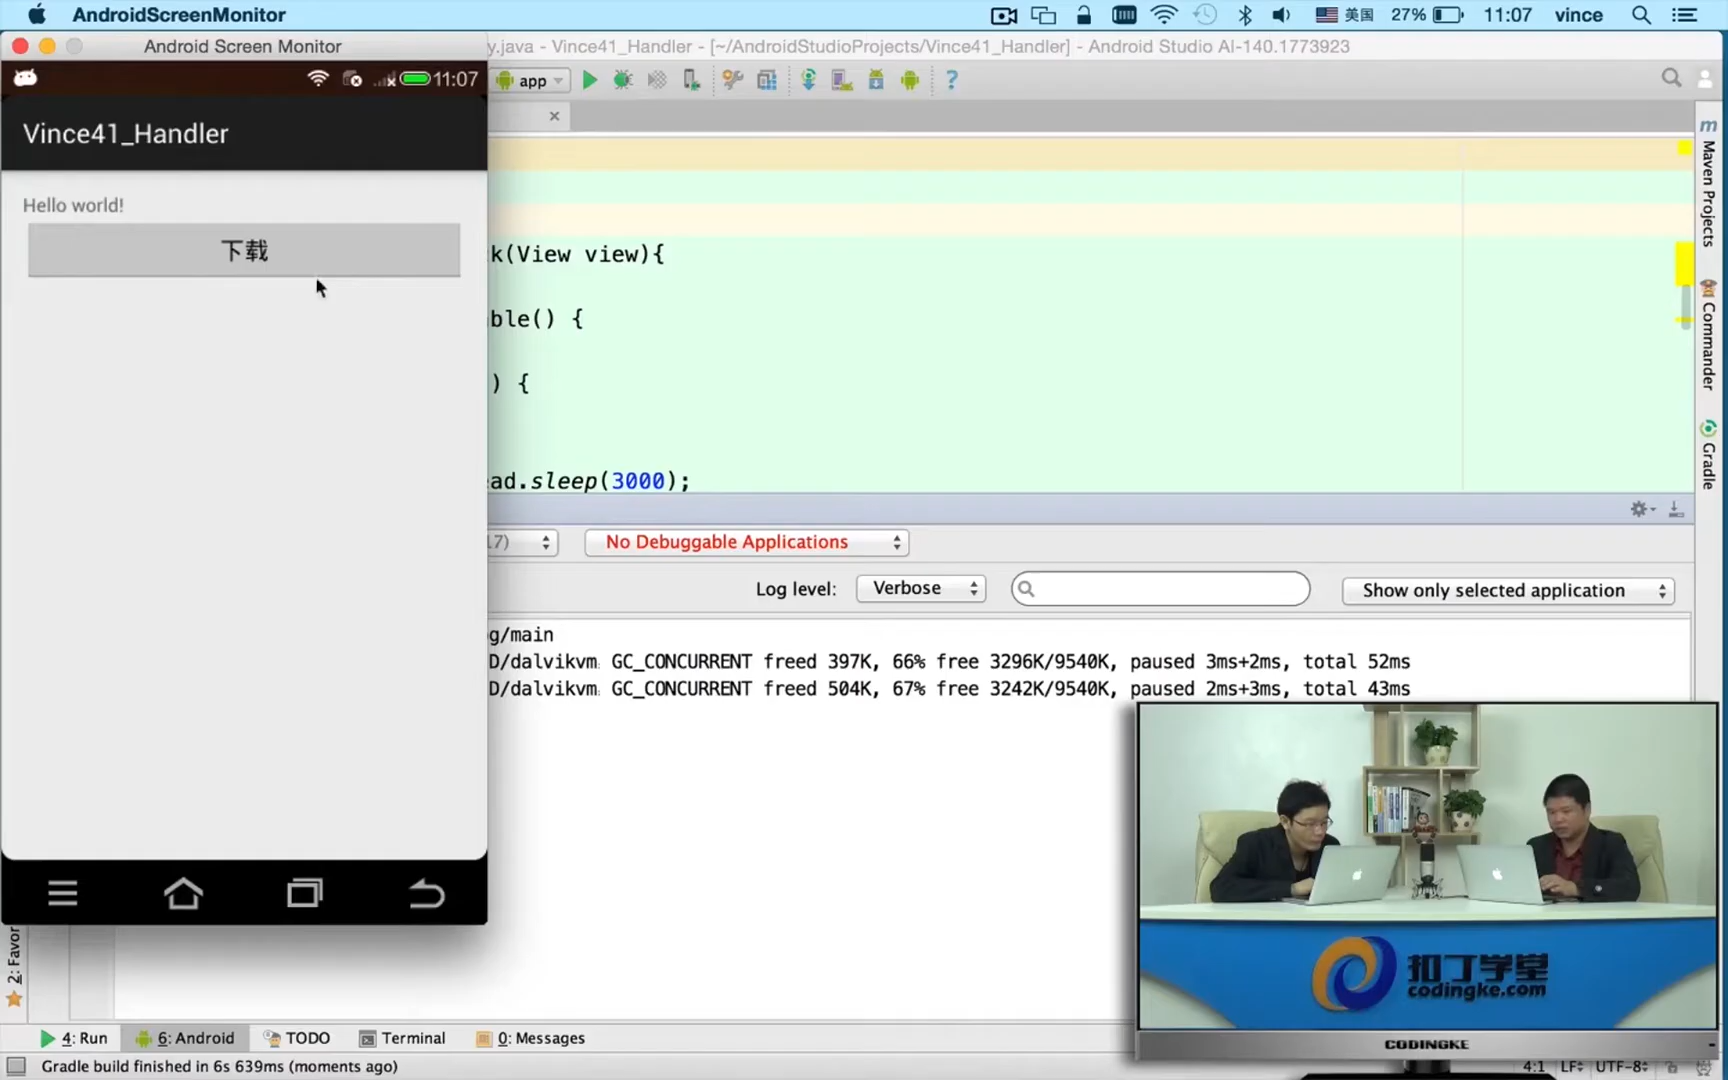 AndroidScreenMonitor
美国 27% 11:07 vince
Android Screen Monitor
y.java - Vince41_Handler - [~/AndroidStudioProjects/Vince41_Handler] - Android Studio AI-140.1773923
11:07
app
?
Vince41_Handler
Hello world!
下载
k(View view){
ble() {
) {
ad.sleep(3000);
Maven Projects
Commander
Gradle
17)
No Debuggable Applications
Log level:
Verbose
Show only selected application
g/main
D/dalvikvm: GC_CONCURRENT freed 397K, 66% free 3296K/9540K, paused 3ms+2ms, total 52ms
D/dalvikvm: GC_CONCURRENT freed 504K, 67% free 3242K/9540K, paused 2ms+3ms, total 43ms
扣丁学堂
codingke.com
CODINGKE
2: Favor
4: Run
6: Android
TODO
Terminal
0: Messages
Gradle build finished in 6s 639ms (moments ago)
4:1 LF UTF-8